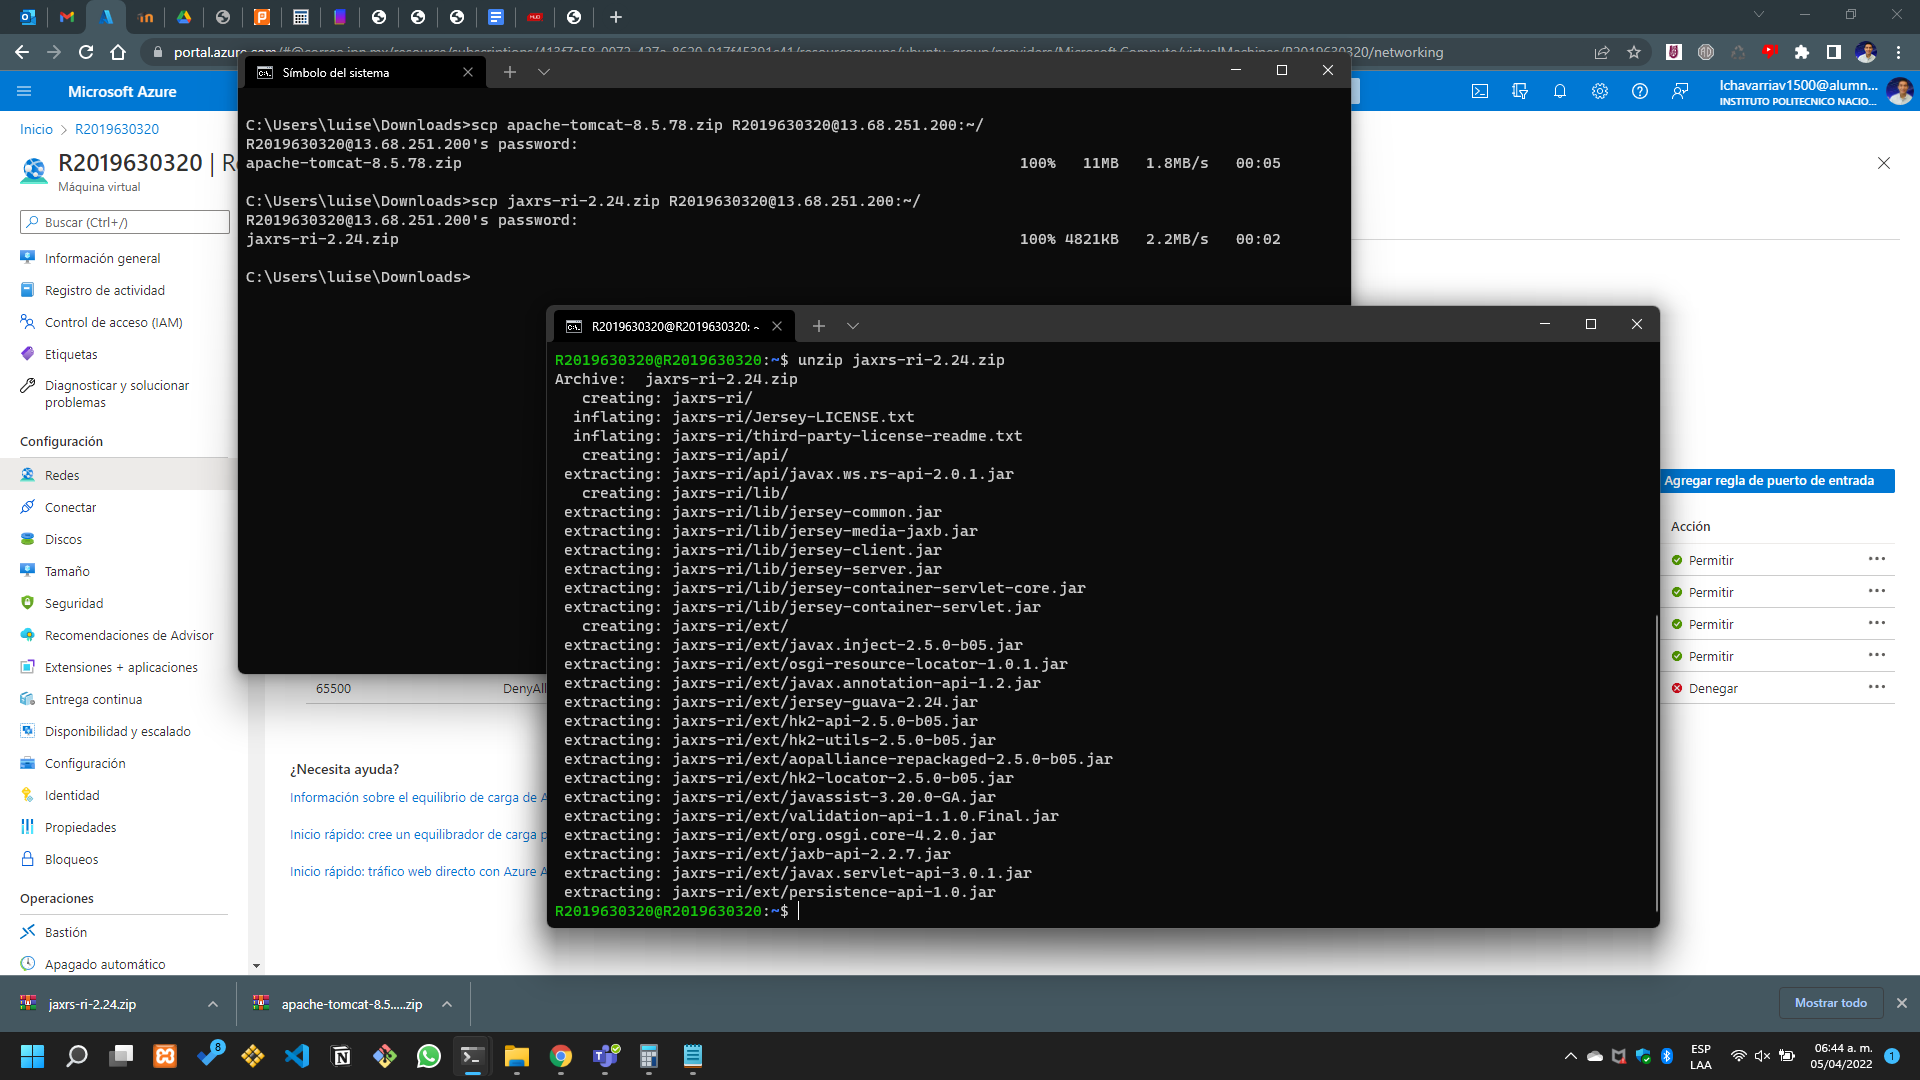 portal.azure.com/#@correo.ipn.mx/resource/subscriptions/413f7a58-0072-427a-8620-917f45391c41/resourcegroups/ubuntu_group/providers/Microsoft.Compute/virtualMachines/R2019630320/networking
Microsoft Azure
lchavarriav1500@alumn...
INSTITUTO POLITECNICO NACIO...
Inicio > R2019630320
R2019630320 |
Máquina virtual
Buscar (Ctrl+/)
Información general
Registro de actividad
Control de acceso (IAM)
Etiquetas
Diagnosticar y solucionar
problemas
Configuración
Redes
Conectar
Discos
Tamaño
Seguridad
Recomendaciones de Advisor
Extensiones + aplicaciones
Entrega continua
Disponibilidad y escalado
Configuración
Identidad
Propiedades
Bloqueos
Operaciones
Bastión
Apagado automático
Símbolo del sistema
C:\Users\luise\Downloads>scp apache-tomcat-8.5.78.zip R2019630320@13.68.251.200:~/
R2019630320@13.68.251.200's password:
apache-tomcat-8.5.78.zip 100% 11MB 1.8MB/s 00:05
C:\Users\luise\Downloads>scp jaxrs-ri-2.24.zip R2019630320@13.68.251.200:~/
R2019630320@13.68.251.200's password:
jaxrs-ri-2.24.zip 100% 4821KB 2.2MB/s 00:02
C:\Users\luise\Downloads>
R2019630320@R2019630320: ~
R2019630320@R2019630320:~$ unzip jaxrs-ri-2.24.zip
Archive:  jaxrs-ri-2.24.zip
creating: jaxrs-ri/
inflating: jaxrs-ri/Jersey-LICENSE.txt
inflating: jaxrs-ri/third-party-license-readme.txt
creating: jaxrs-ri/api/
extracting: jaxrs-ri/api/javax.ws.rs-api-2.0.1.jar
creating: jaxrs-ri/lib/
extracting: jaxrs-ri/lib/jersey-common.jar
extracting: jaxrs-ri/lib/jersey-media-jaxb.jar
extracting: jaxrs-ri/lib/jersey-client.jar
extracting: jaxrs-ri/lib/jersey-server.jar
extracting: jaxrs-ri/lib/jersey-container-servlet-core.jar
extracting: jaxrs-ri/lib/jersey-container-servlet.jar
creating: jaxrs-ri/ext/
extracting: jaxrs-ri/ext/javax.inject-2.5.0-b05.jar
extracting: jaxrs-ri/ext/osgi-resource-locator-1.0.1.jar
extracting: jaxrs-ri/ext/javax.annotation-api-1.2.jar
extracting: jaxrs-ri/ext/jersey-guava-2.24.jar
extracting: jaxrs-ri/ext/hk2-api-2.5.0-b05.jar
extracting: jaxrs-ri/ext/hk2-utils-2.5.0-b05.jar
extracting: jaxrs-ri/ext/aopalliance-repackaged-2.5.0-b05.jar
extracting: jaxrs-ri/ext/hk2-locator-2.5.0-b05.jar
extracting: jaxrs-ri/ext/javassist-3.20.0-GA.jar
extracting: jaxrs-ri/ext/validation-api-1.1.0.Final.jar
extracting: jaxrs-ri/ext/org.osgi.core-4.2.0.jar
extracting: jaxrs-ri/ext/jaxb-api-2.2.7.jar
extracting: jaxrs-ri/ext/javax.servlet-api-3.0.1.jar
extracting: jaxrs-ri/ext/persistence-api-1.0.jar
R2019630320@R2019630320:~$
Agregar regla de puerto de entrada
Acción
Permitir
Permitir
Permitir
Permitir
Denegar
65500 DenyAll
¿Necesita ayuda?
Información sobre el equilibrio de carga de A
Inicio rápido: cree un equilibrador de carga p
Inicio rápido: tráfico web directo con Azure A
jaxrs-ri-2.24.zip
apache-tomcat-8.5.....zip
Mostrar todo
8
ESP
LAA
06:44 a. m.
05/04/2022
1